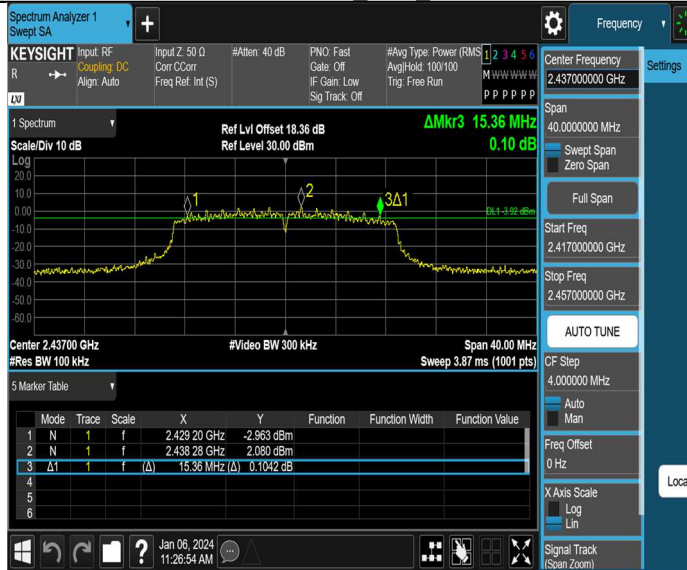 Spectrum Analyzer 1
Swept SA
+
Frequency
KEYSIGHT
R
LXI
Input: RF
Coupling: DC
Align: Auto
Input Z: 50 Ω
Corr CCorr
Freq Ref: Int (S)
#Atten: 40 dB
PNO: Fast
Gate: Off
IF Gain: Low
Sig Track: Off
#Avg Type: Power (RMS
Avg|Hold: 100/100
Trig: Free Run
1 2 3 4 5 6
M W W W W W
P P P P P P
1 Spectrum
Scale/Div 10 dB
Ref Lvl Offset 18.36 dB
Ref Level 30.00 dBm
ΔMkr3 15.36 MHz
0.10 dB
Log
20.0
10.0
0.00
-10.0
-20.0
-30.0
-40.0
-50.0
-60.0
1
2
3Δ1
DL1 -3.92 dBm
Center 2.43700 GHz
#Res BW 100 kHz
#Video BW 300 kHz
Span 40.00 MHz
Sweep 3.87 ms (1001 pts)
5 Marker Table
Mode Trace Scale X Y Function Function Width Function Value
1 N 1 f 2.429 20 GHz -2.963 dBm
2 N 1 f 2.438 28 GHz 2.080 dBm
3 Δ1 1 f (Δ) 15.36 MHz (Δ) 0.1042 dB
4
5
6
?
Jan 06, 2024
11:26:54 AM
Center Frequency
2.437000000 GHz
Span
40.0000000 MHz
Swept Span
Zero Span
Full Span
Start Freq
2.417000000 GHz
Stop Freq
2.457000000 GHz
AUTO TUNE
CF Step
4.000000 MHz
Auto
Man
Freq Offset
0 Hz
X Axis Scale
Log
Lin
Signal Track
(Span Zoom)
Settings
Loca